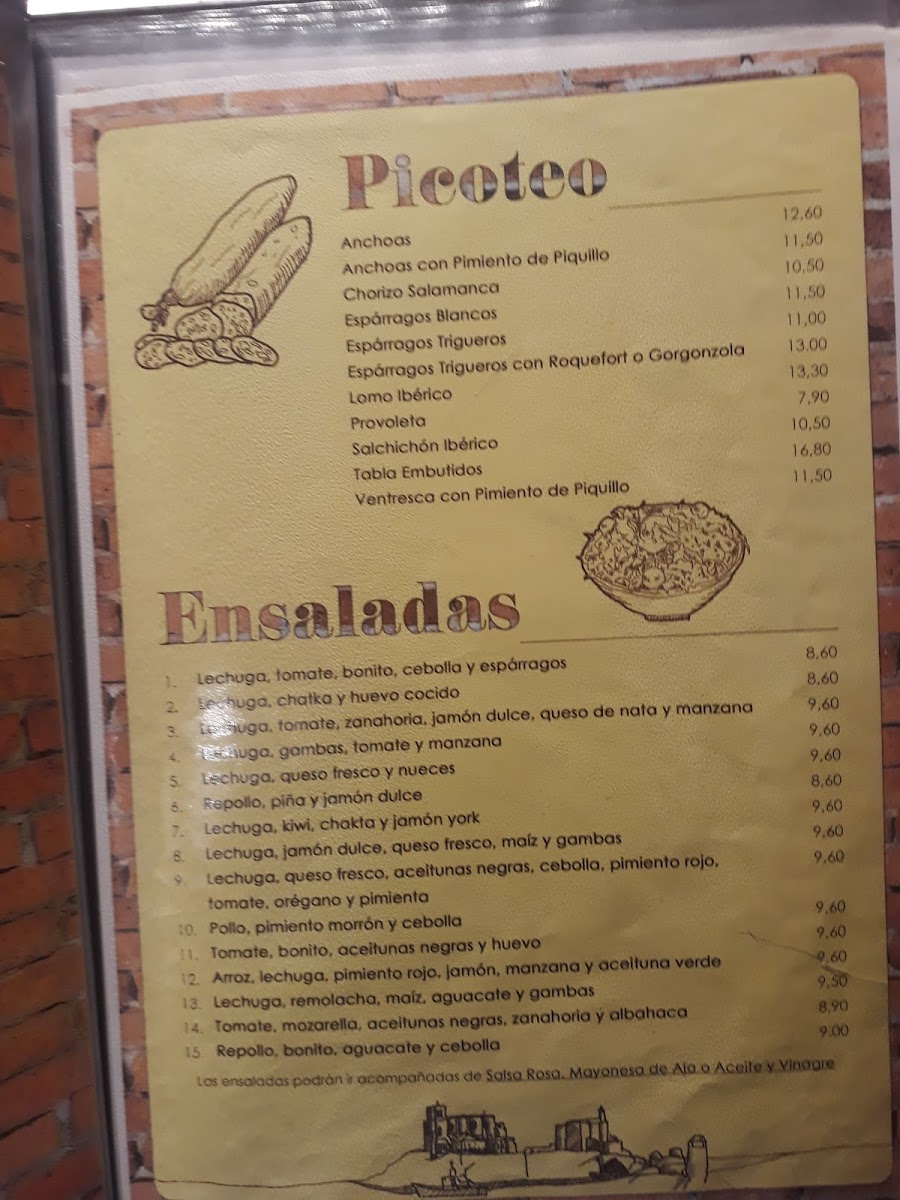 Picoteo
Anchoas 12,60
Anchoas con Pimiento de Piquillo 11,50
Chorizo Salamanca 10,50
Espárragos Blancos 11,50
Espárragos Trigueros 11,00
Espárragos Trigueros con Roquefort o Gorgonzola 13.00
Lomo Ibérico 13,30
Provoleta 7,90
Salchichón Ibérico 10,50
Tabla Embutidos 16,80
Ventresca con Pimiento de Piquillo 11,50
Ensaladas
1. Lechuga, tomate, bonito, cebolla y espárragos 8,60
2. Lechuga, chatka y huevo cocido 8,60
3. Lechuga, tomate, zanahoria, jamón dulce, queso de nata y manzana 9,60
4. Lechuga, gambas, tomate y manzana 9,60
5. Lechuga, queso fresco y nueces 9,60
6. Repollo, piña y jamón dulce 8,60
7. Lechuga, kiwi, chakta y jamón york 9,60
8. Lechuga, jamón dulce, queso fresco, maíz y gambas 9,60
9. Lechuga, queso fresco, aceitunas negras, cebolla, pimiento rojo, 9,60
tomate, orégano y pimienta
10. Pollo, pimiento morrón y cebolla 9,60
11. Tomate, bonito, aceitunas negras y huevo 9,60
12. Arroz, lechuga, pimiento rojo, jamón, manzana y aceituna verde 9,60
13. Lechuga, remolacha, maíz, aguacate y gambas 9,50
14. Tomate, mozarella, aceitunas negras, zanahoria y albahaca 8,90
15. Repollo, bonito, aguacate y cebolla 9.00
Las ensaladas podrán ir acompañadas de Salsa Rosa, Mayonesa de Ajo o Aceite y Vinagre